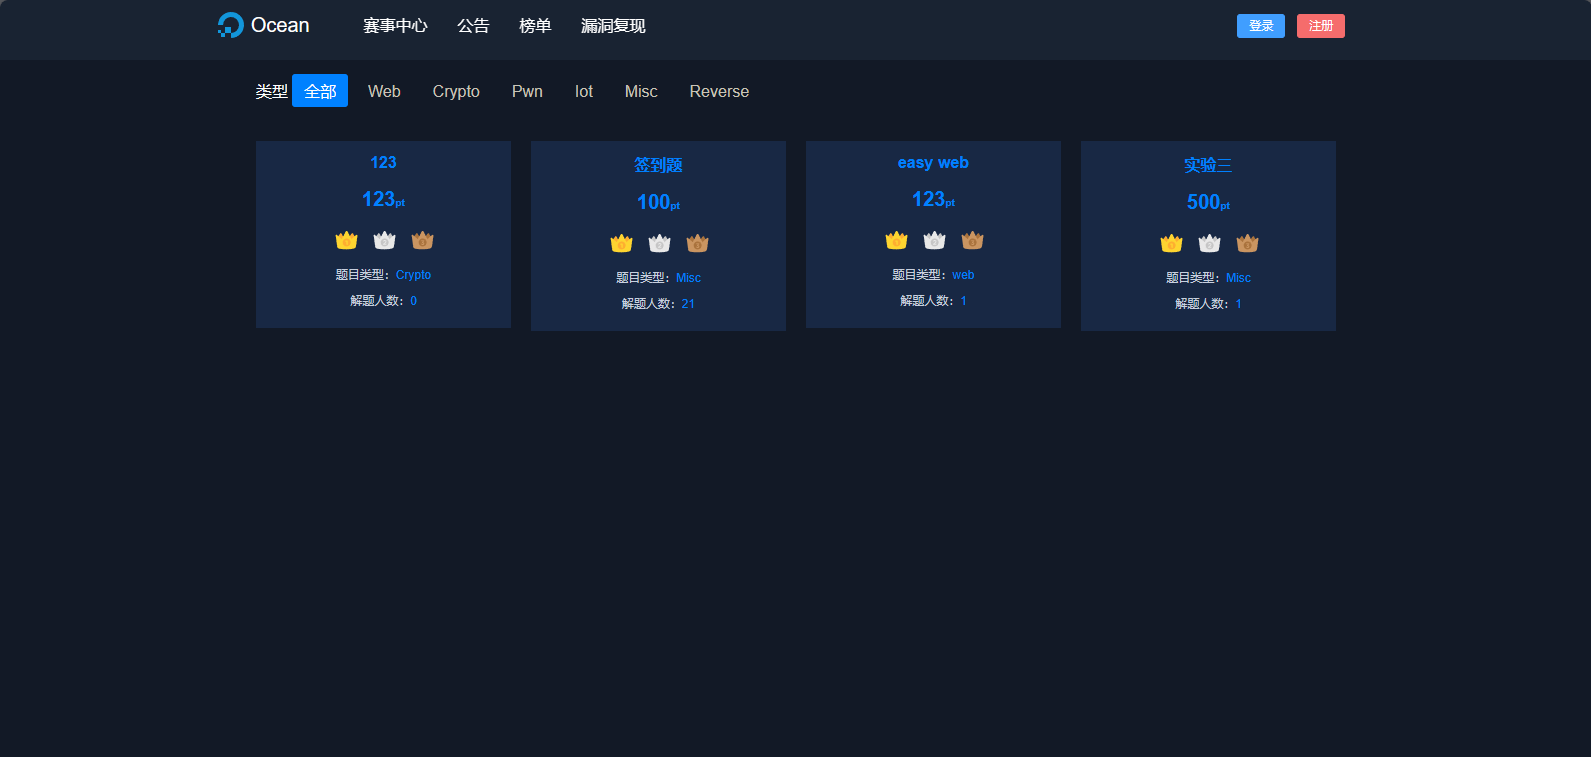 Ocean 赛事中心 公告 榜单 漏洞复现 登录 注册
类型 全部 Web Crypto Pwn Iot Misc Reverse
123
123pt
题目类型：Crypto
解题人数：0
签到题
100pt
题目类型：Misc
解题人数：21
easy web
123pt
题目类型：web
解题人数：1
实验三
500pt
题目类型：Misc
解题人数：1